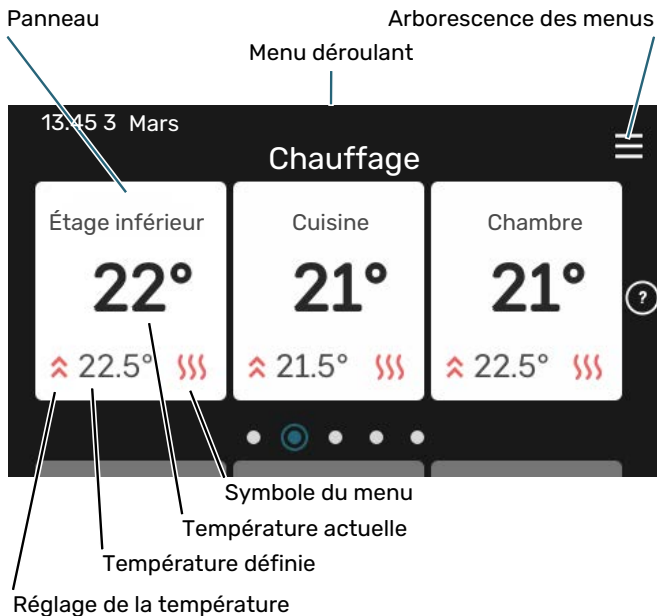 Panneau
Arborescence des menus
Menu déroulant
13.45 3 Mars
Chauffage
Étage inférieur
Cuisine
Chambre
22°
21°
21°
?
22.5°
21.5°
22.5°
Symbole du menu
Température actuelle
Température définie
Réglage de la température